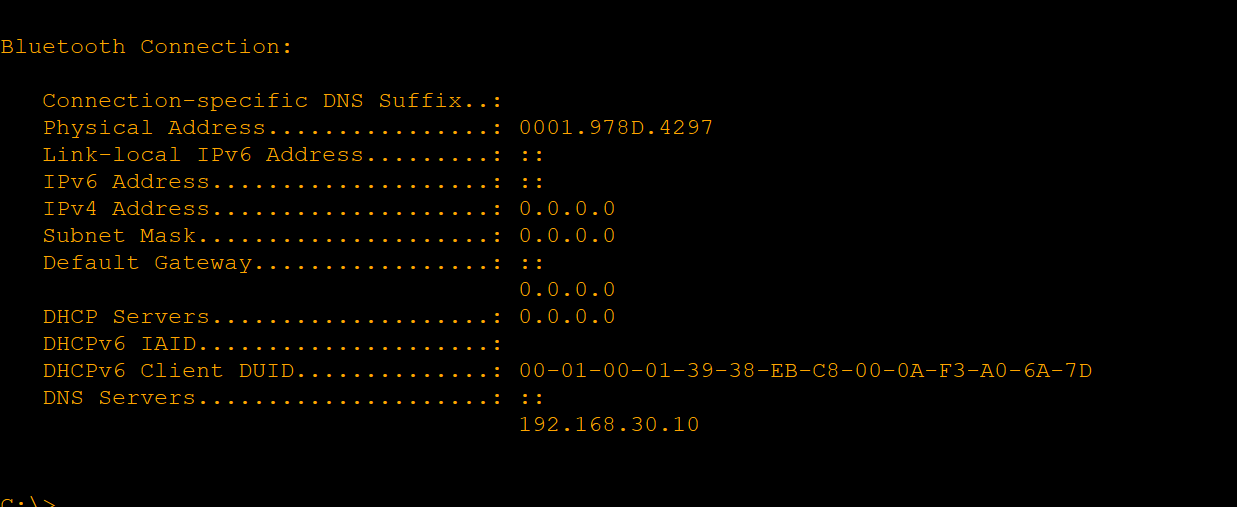 Bluetooth Connection:
Connection-specific DNS Suffix..:
Physical Address................: 0001.978D.4297
Link-local IPv6 Address.........: ::
IPv6 Address....................: ::
IPv4 Address....................: 0.0.0.0
Subnet Mask.....................: 0.0.0.0
Default Gateway.................: ::
0.0.0.0
DHCP Servers....................: 0.0.0.0
DHCPv6 IAID.....................:
DHCPv6 Client DUID..............: 00-01-00-01-39-38-EB-C8-00-0A-F3-A0-6A-7D
DNS Servers.....................: ::
192.168.30.10
C:\>